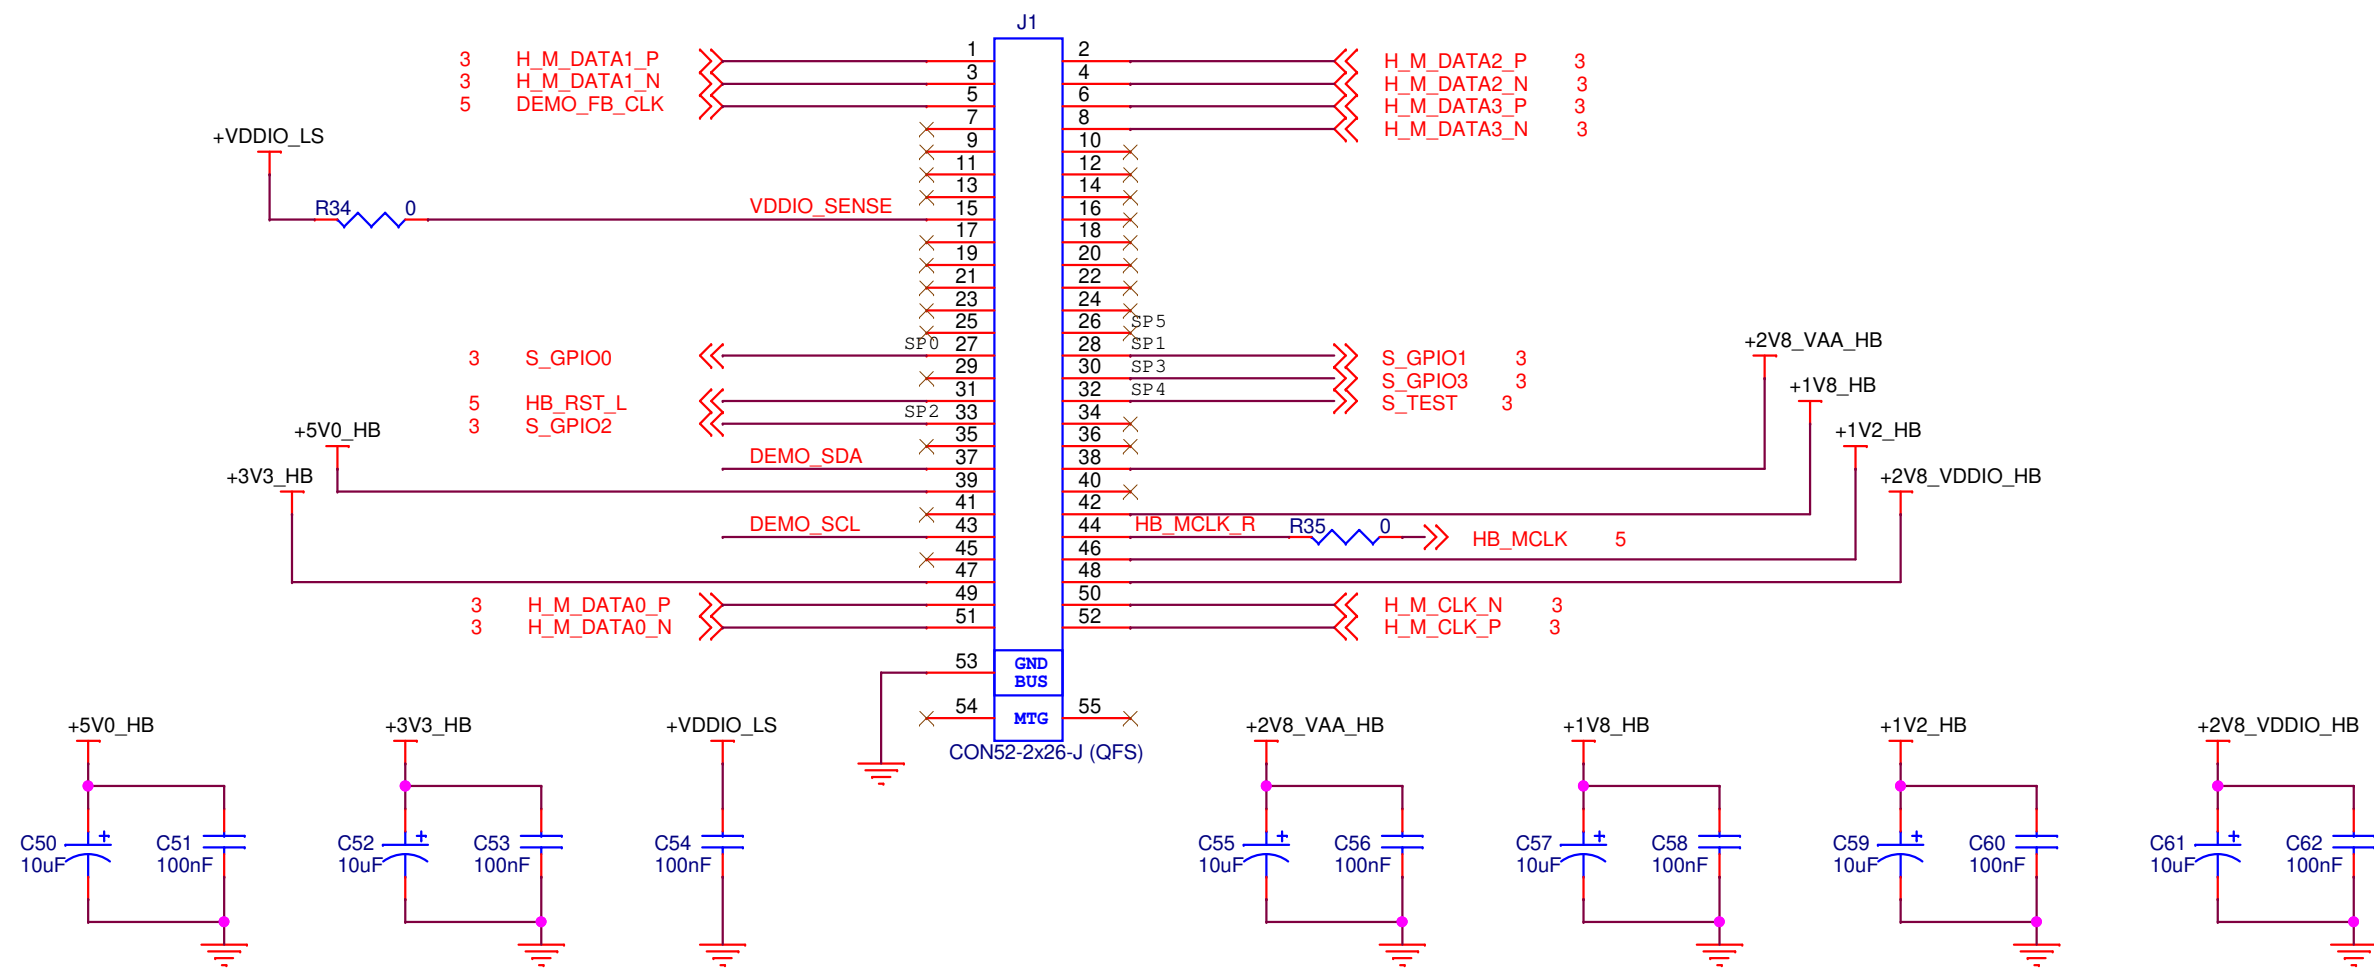 J1
3 H_M_DATA1_P 1 2 H_M_DATA2_P 3
3 H_M_DATA1_N 3 4 H_M_DATA2_N 3
5 DEMO_FB_CLK 5 6 H_M_DATA3_P 3
7 8 H_M_DATA3_N 3
+VDDIO_LS
9 10
11 12
13 14
R34 0 VDDIO_SENSE 15 16
17 18
19 20
21 22
23 24
25 26 SP5
3 S_GPIO0 SP0 27 28 SP1 S_GPIO1 3
+2V8_VAA_HB
29 30 SP3 S_GPIO3 3
+1V8_HB
5 HB_RST_L 31 32 SP4 S_TEST 3
3 S_GPIO2 SP2 33 34
+5V0_HB
35 36
+1V2_HB
DEMO_SDA 37 38
+3V3_HB
39 40
+2V8_VDDIO_HB
41 42
DEMO_SCL 43 44 HB_MCLK_R R35 0 HB_MCLK 5
45 46
47 48
3 H_M_DATA0_P 49 50 H_M_CLK_N 3
3 H_M_DATA0_N 51 52 H_M_CLK_P 3
53 GND
BUS
54 MTG 55
CON52-2x26-J (QFS)
+5V0_HB +3V3_HB +VDDIO_LS +2V8_VAA_HB +1V8_HB +1V2_HB +2V8_VDDIO_HB
C50 + C51 C52 + C53 C54 C55 + C56 C57 + C58 C59 + C60 C61 + C62
10uF 100nF 10uF 100nF 100nF 10uF 100nF 10uF 100nF 10uF 100nF 10uF 100nF